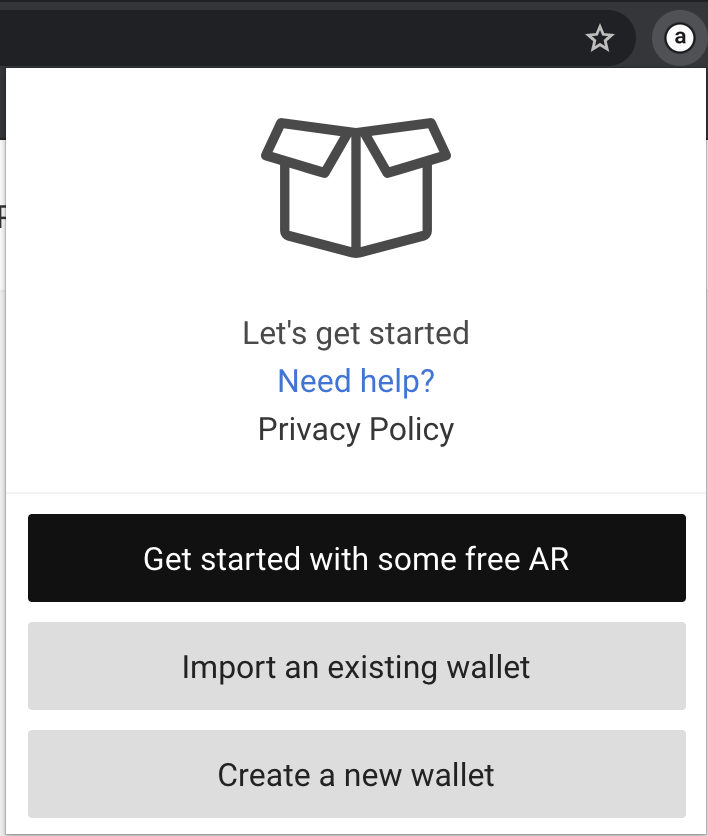 a
Let's get started
Need help?
Privacy Policy
Get started with some free AR
Import an existing wallet
Create a new wallet